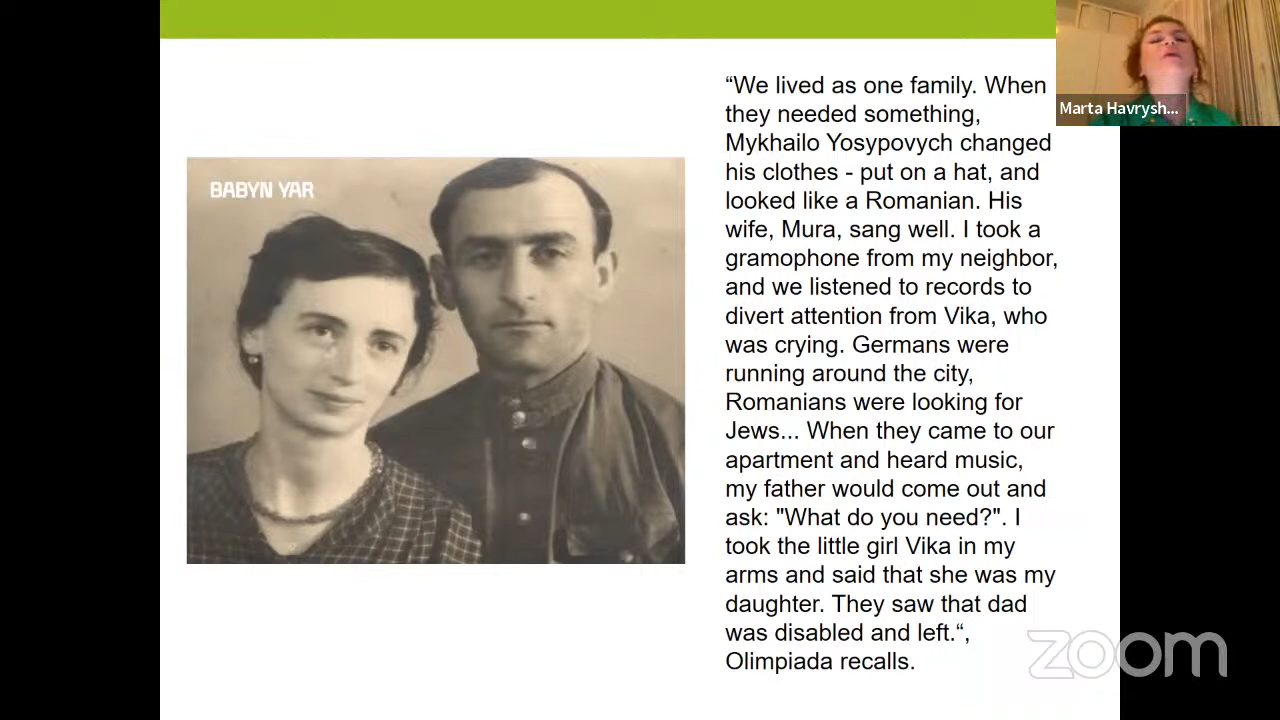 BABYN YAR
“We lived as one family. When
they needed something,
Mykhailo Yosypovych changed
his clothes - put on a hat, and
looked like a Romanian. His
wife, Mura, sang well. I took a
gramophone from my neighbor,
and we listened to records to
divert attention from Vika, who
was crying. Germans were
running around the city,
Romanians were looking for
Jews... When they came to our
apartment and heard music,
my father would come out and
ask: "What do you need?". I
took the little girl Vika in my
arms and said that she was my
daughter. They saw that dad
was disabled and left.“,
Olimpiada recalls.
Marta Havrysh...
zoom